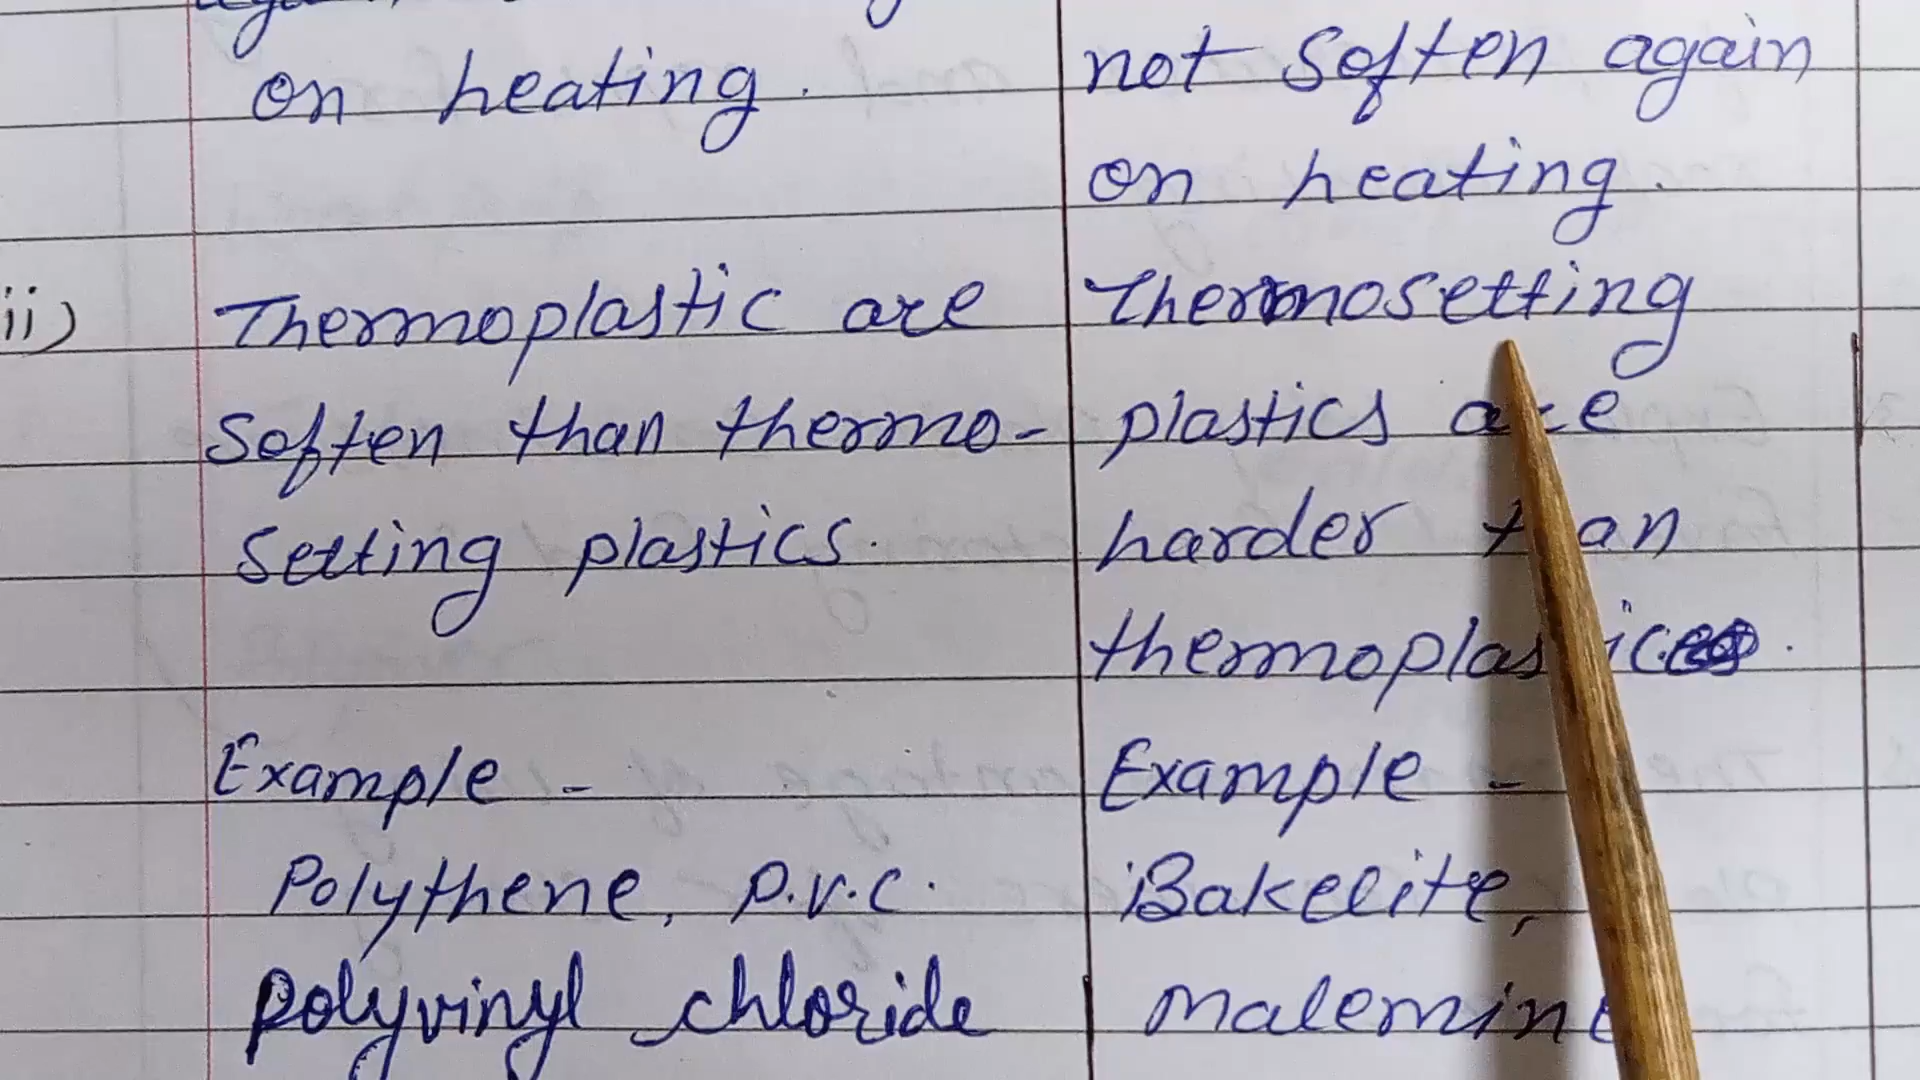 on heating.
ii) Thermoplastic are
Soften than thermo-
Setting plastics.
Example -
Polythene, P.V.C.
Polyvinyl chloride
not Soften again
on heating.
Thermosetting
plastics are
harder than
thermoplastic.
Example -
Bakelite,
Malemine